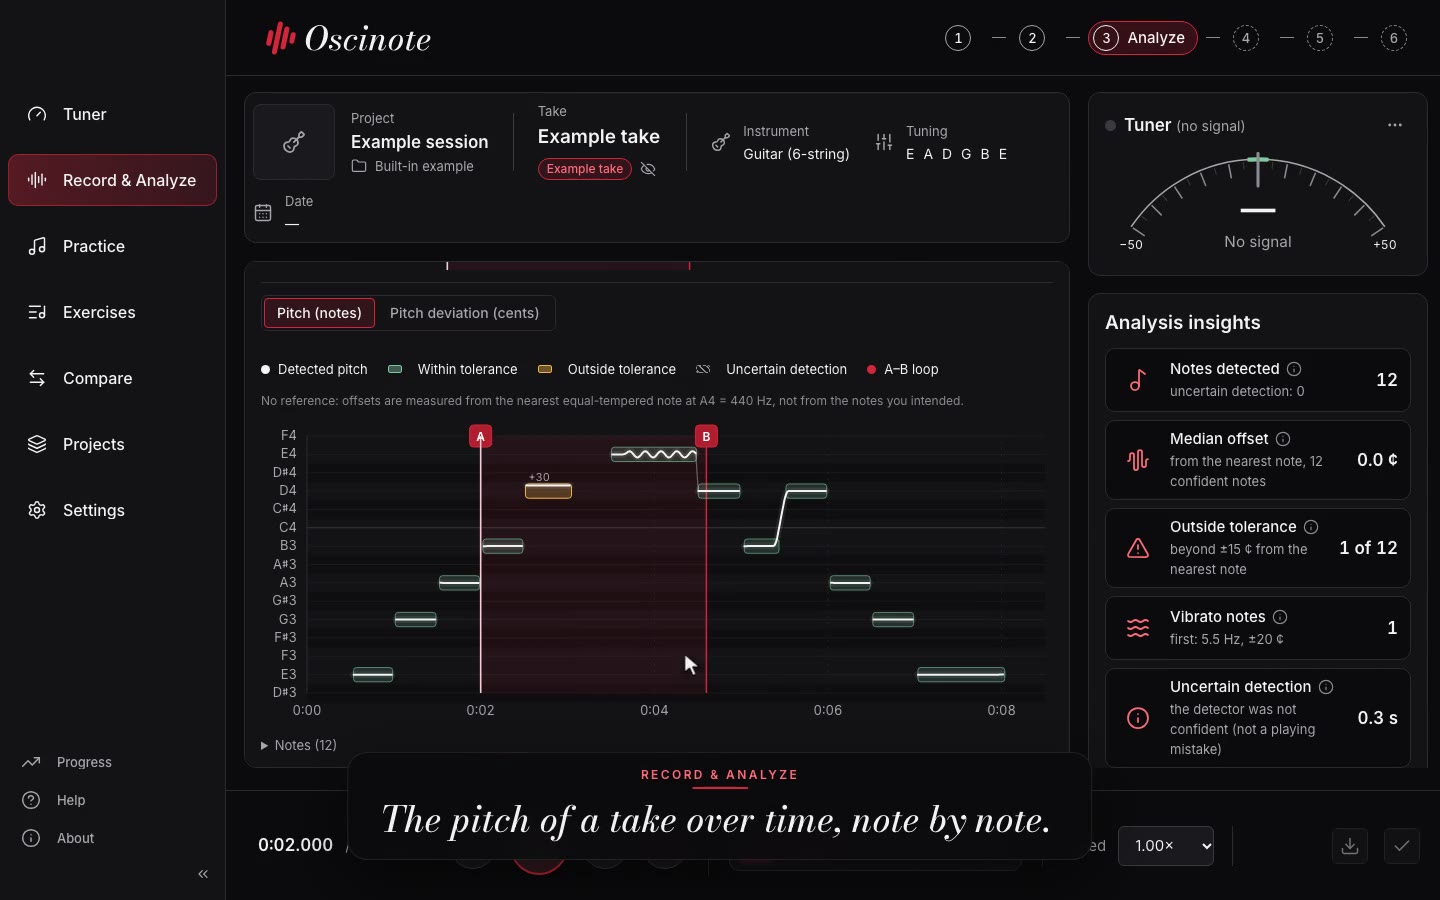 Oscinote
1
2
3 Analyze
4
5
6
Tuner
Record & Analyze
Practice
Exercises
Compare
Projects
Settings
Progress
Help
About
«
Project
Example session
Built-in example
Take
Example take
Example take
Instrument
Guitar (6-string)
Tuning
E A D G B E
Date
—
Tuner (no signal)
−50
+50
No signal
Pitch (notes)
Pitch deviation (cents)
Detected pitch
Within tolerance
Outside tolerance
Uncertain detection
A–B loop
No reference: offsets are measured from the nearest equal-tempered note at A4 = 440 Hz, not from the notes you intended.
A
B
+30
F4
E4
D♯4
D4
C♯4
C4
B3
A♯3
A3
G♯3
G3
F♯3
F3
E3
D♯3
0:00
0:02
0:04
0:06
0:08
Notes (12)
Analysis insights
Notes detected
uncertain detection: 0
12
Median offset
from the nearest note, 12
confident notes
0.0 ¢
Outside tolerance
beyond ±15 ¢ from the
nearest note
1 of 12
Vibrato notes
first: 5.5 Hz, ±20 ¢
1
Uncertain detection
the detector was not
confident (not a playing
mistake)
0.3 s
RECORD & ANALYZE
The pitch of a take over time, note by note.
0:02.000 /
ed
1.00×